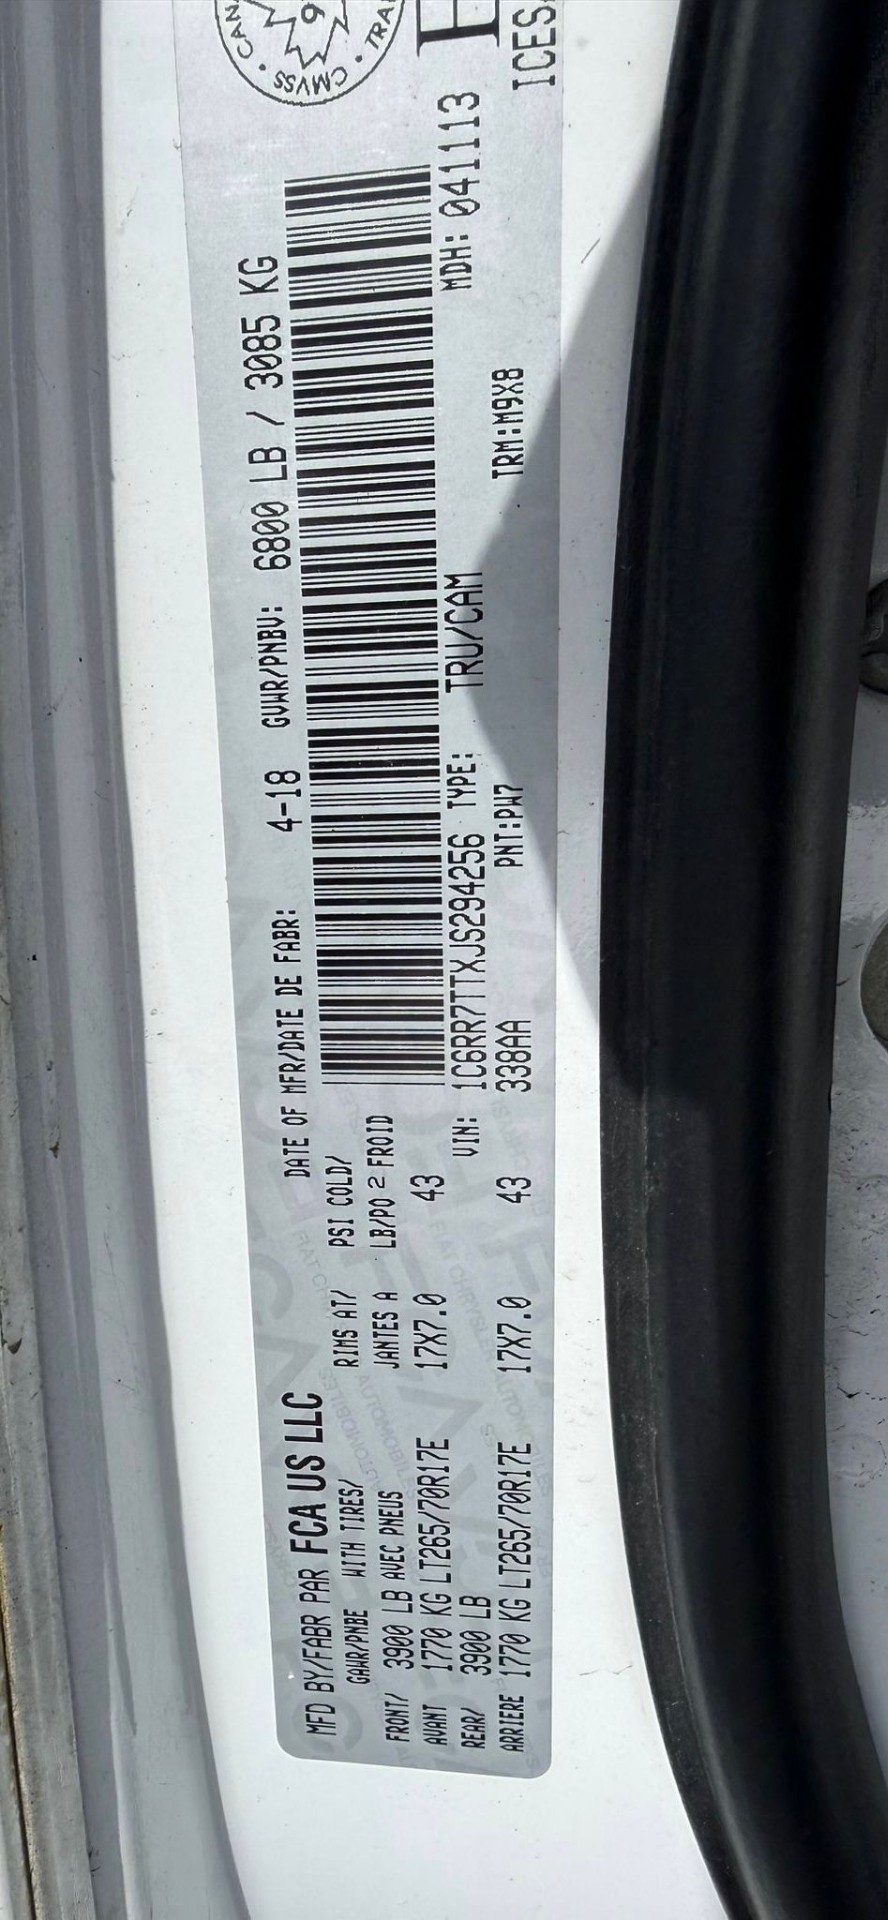 MFD BY/FABR PAR FCA US LLC DATE OF MFR/DATE DE FABR: 4-18 GVWR/PNBV: 6800 LB / 3085 KG
GAWR/PNBE WITH TIRES/ RIMS AT/ PSI COLD/
FRONT/ 3900 LB AVEC PNEUS JANTES A LB/PO 2 FROID
AVANT 1770 KG LT265/70R17E 17X7.0 43
REAR/ 3900 LB VIN: 1C6RR7TTXJS294256 TYPE: TRU/CAM MDH: 041113
ARRIERE 1770 KG LT265/70R17E 17X7.0 43 338AA PNT:PW7 TRM:M9X8
CMVSS